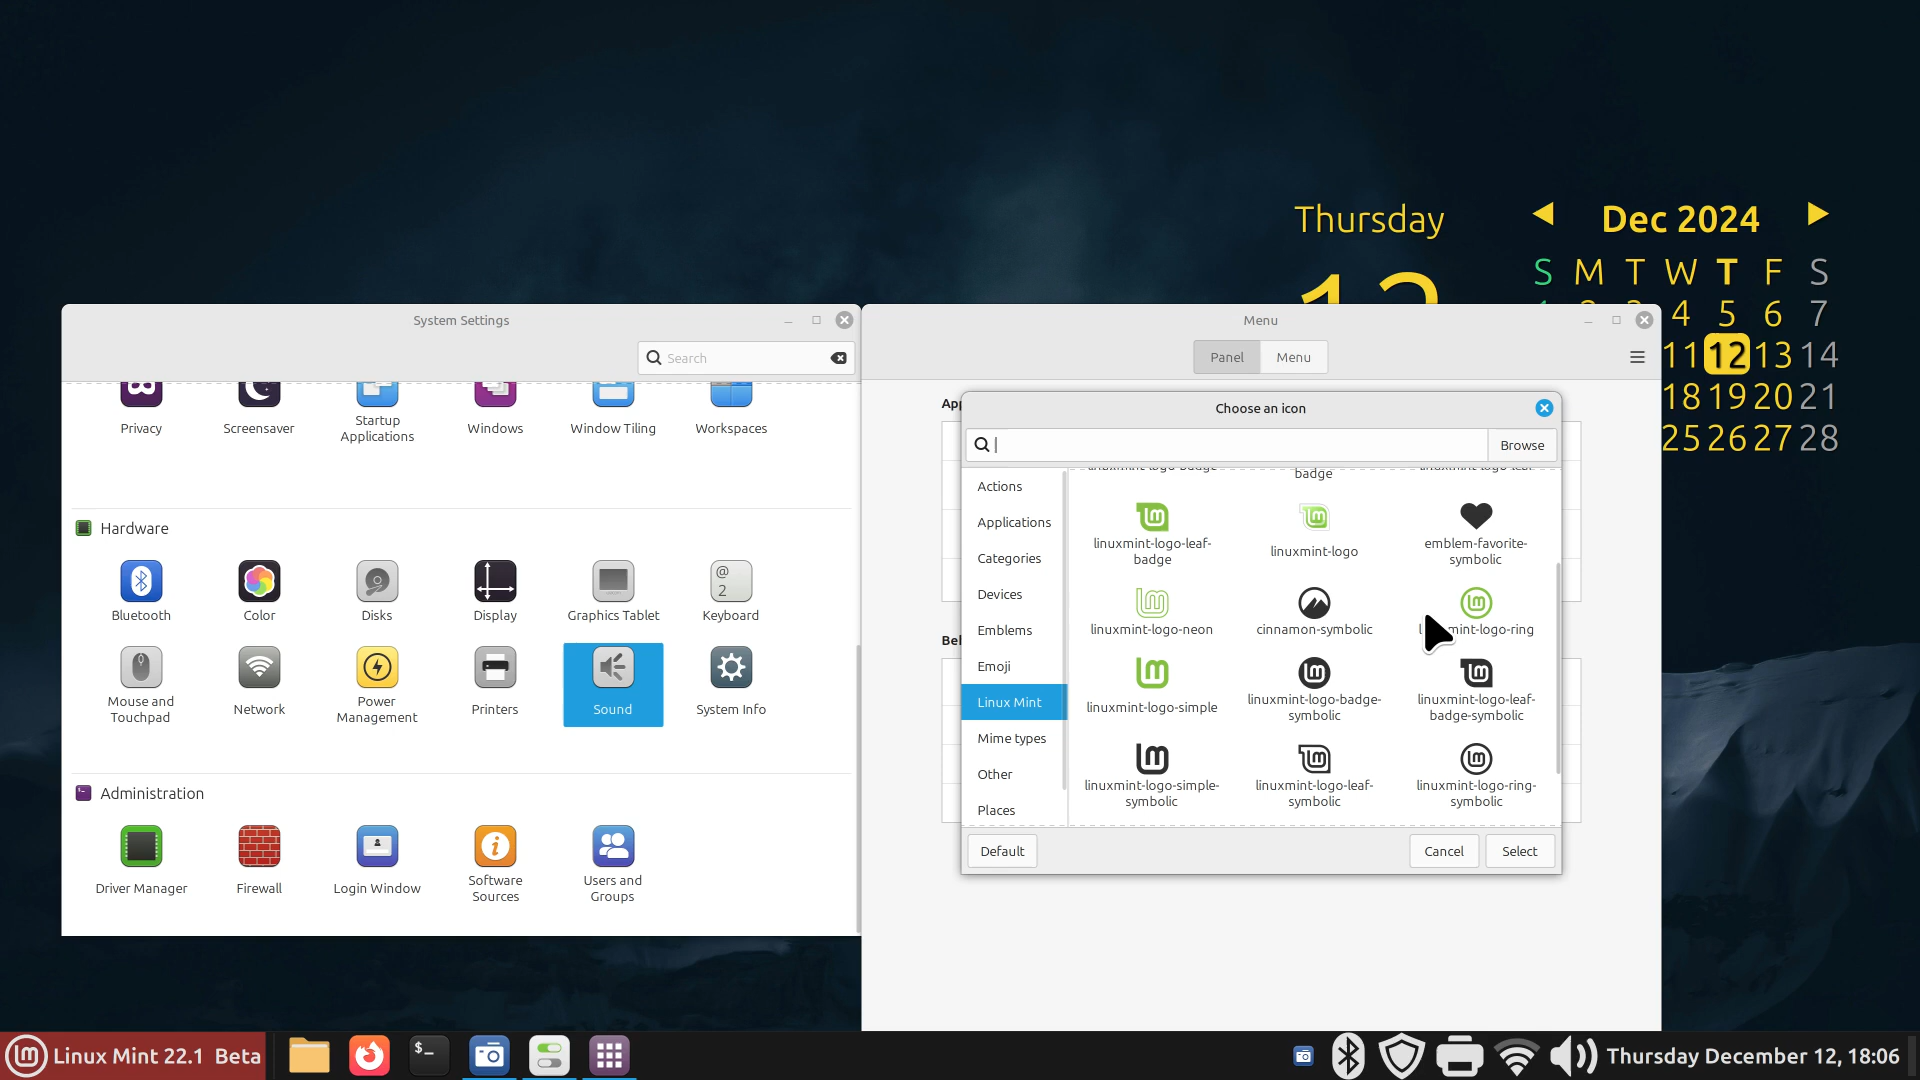 Thursday
Dec 2024
S M T W T F S
4 5 6 7
11 12 13 14
18 19 20 21
25 26 27 28
System Settings
Search
Privacy
Screensaver
Startup
Applications
Windows
Window Tiling
Workspaces
Hardware
@
2
Bluetooth
Color
Disks
Display
Graphics Tablet
Keyboard
Mouse and
Touchpad
Network
Power
Management
Printers
Sound
System Info
Administration
Driver Manager
Firewall
Login Window
Software
Sources
Users and
Groups
Menu
Panel
Menu
App
Bel
Choose an icon
Browse
Actions
Applications
Categories
Devices
Emblems
Emoji
Linux Mint
Mime types
Other
Places
badge
linuxmint-logo-leaf-
badge
linuxmint-logo
emblem-favorite-
symbolic
linuxmint-logo-neon
cinnamon-symbolic
mint-logo-ring
linuxmint-logo-simple
linuxmint-logo-badge-
symbolic
linuxmint-logo-leaf-
badge-symbolic
linuxmint-logo-simple-
symbolic
linuxmint-logo-leaf-
symbolic
linuxmint-logo-ring-
symbolic
Default
Cancel
Select
Linux Mint 22.1 Beta
$_
Thursday December 12, 18:06